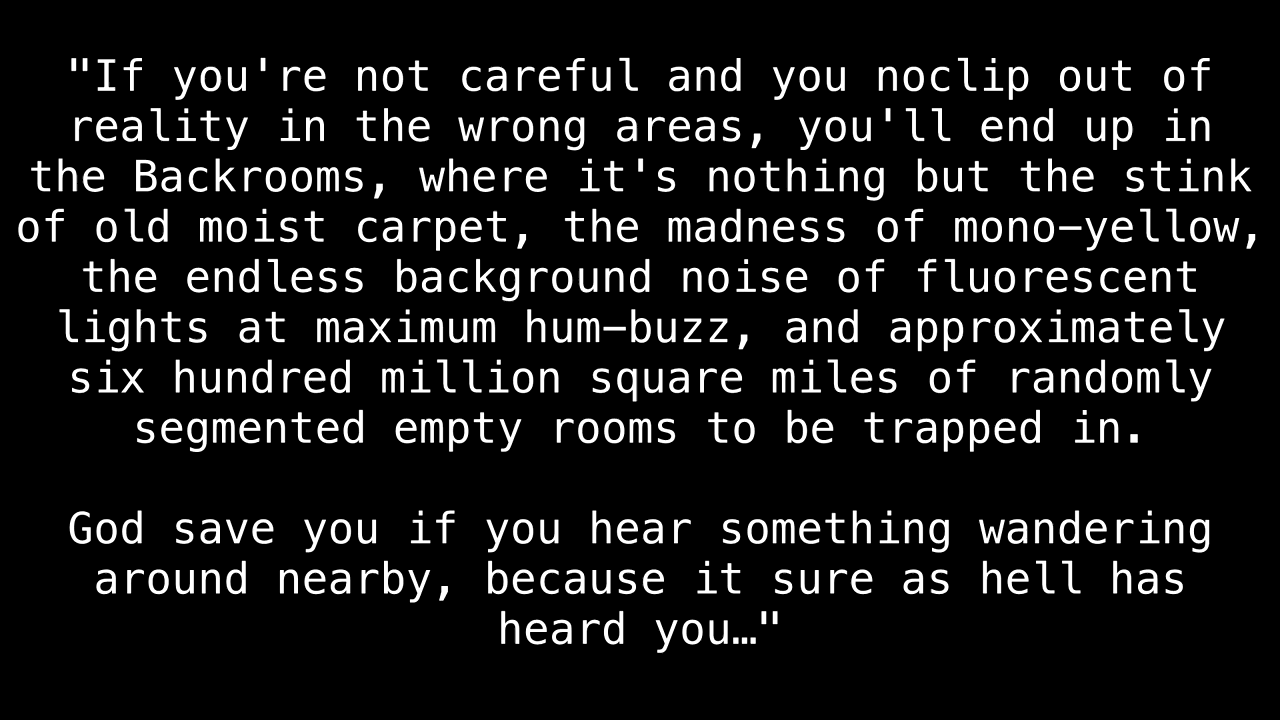 "If you're not careful and you noclip out of
reality in the wrong areas, you'll end up in
the Backrooms, where it's nothing but the stink
of old moist carpet, the madness of mono-yellow,
the endless background noise of fluorescent
lights at maximum hum-buzz, and approximately
six hundred million square miles of randomly
segmented empty rooms to be trapped in.
God save you if you hear something wandering
around nearby, because it sure as hell has
heard you…"